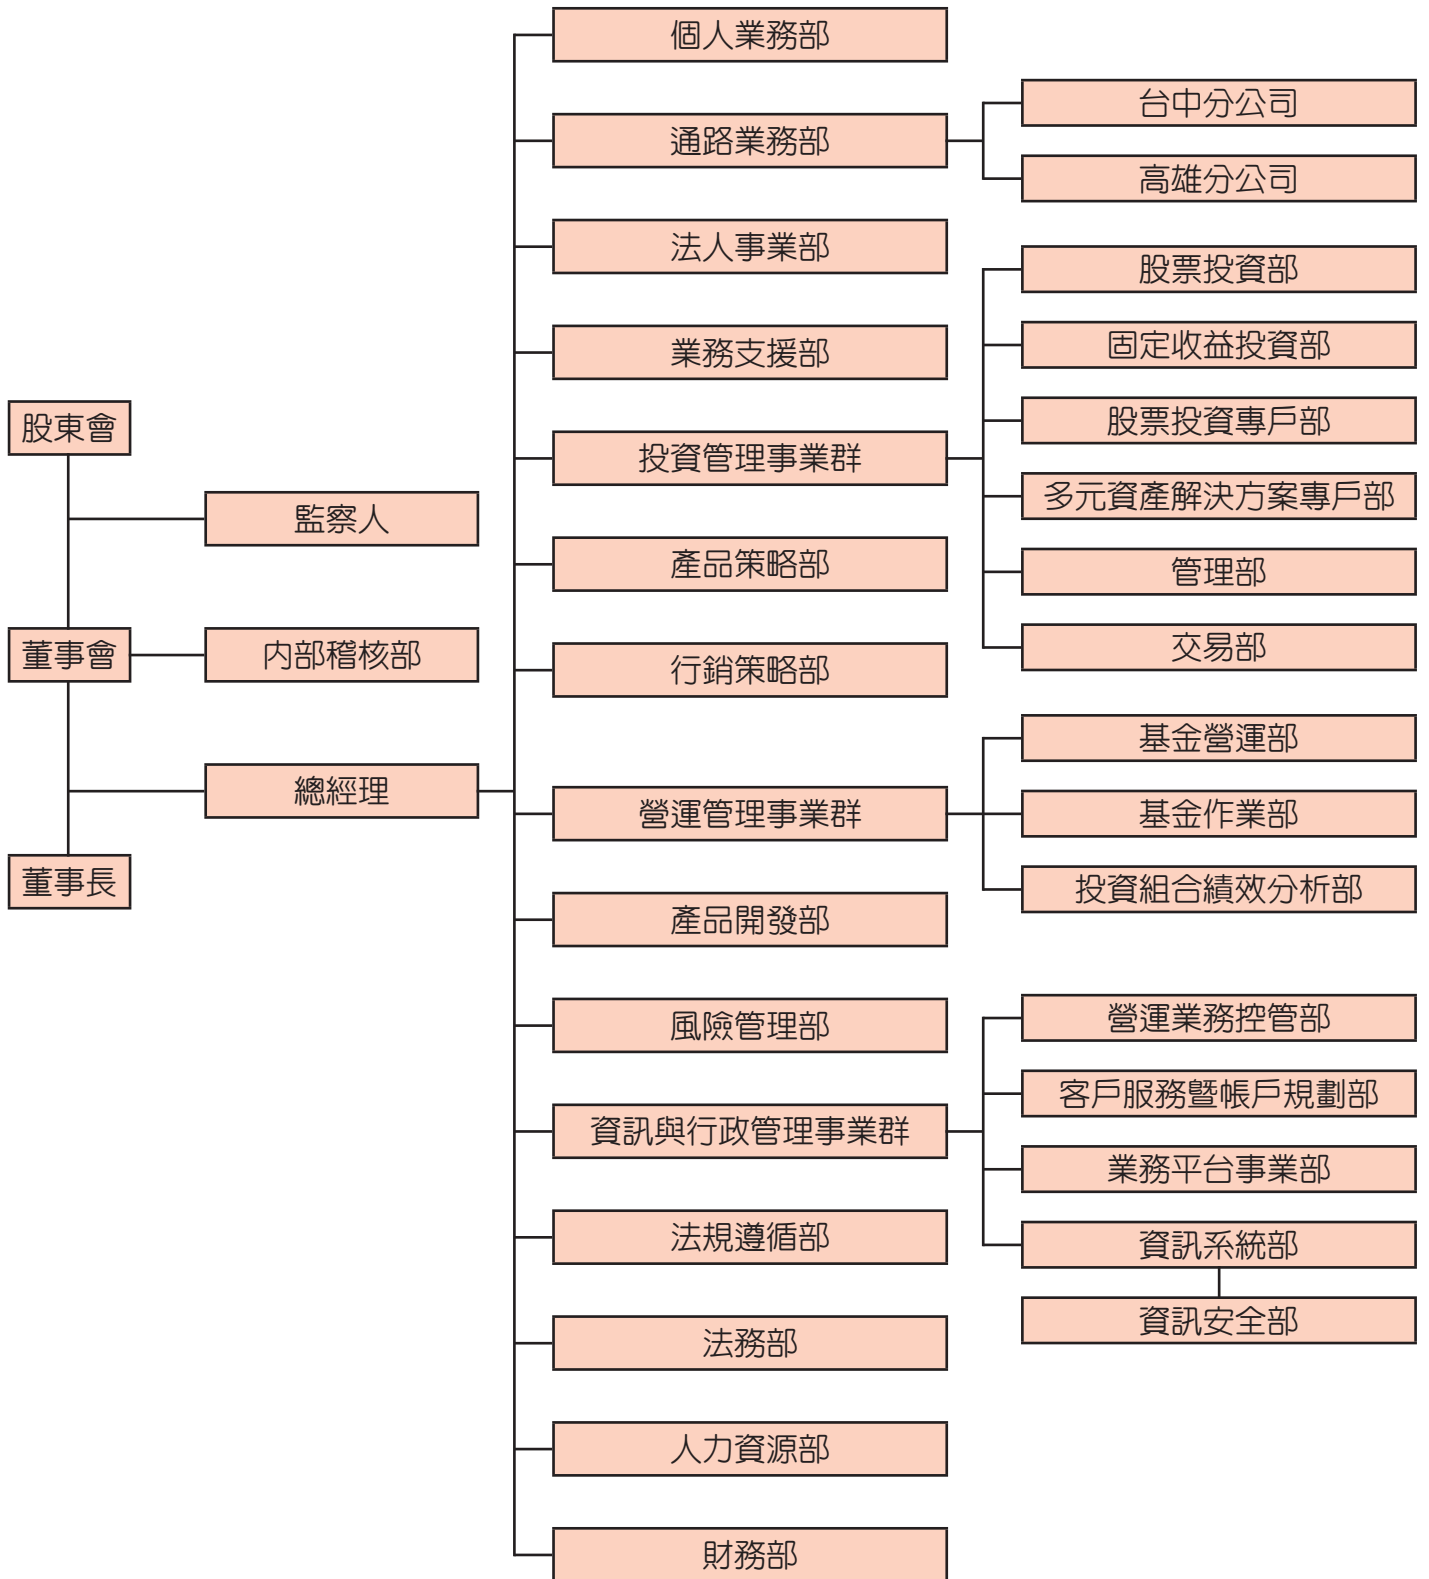 股東會
監察人
董事會
內部稽核部
總經理
董事長
個人業務部
通路業務部
台中分公司
高雄分公司
法人事業部
業務支援部
投資管理事業群
股票投資部
固定收益投資部
股票投資專戶部
多元資產解決方案專戶部
管理部
交易部
產品策略部
行銷策略部
營運管理事業群
基金營運部
基金作業部
投資組合績效分析部
產品開發部
風險管理部
資訊與行政管理事業群
營運業務控管部
客戶服務暨帳戶規劃部
業務平台事業部
資訊系統部
資訊安全部
法規遵循部
法務部
人力資源部
財務部